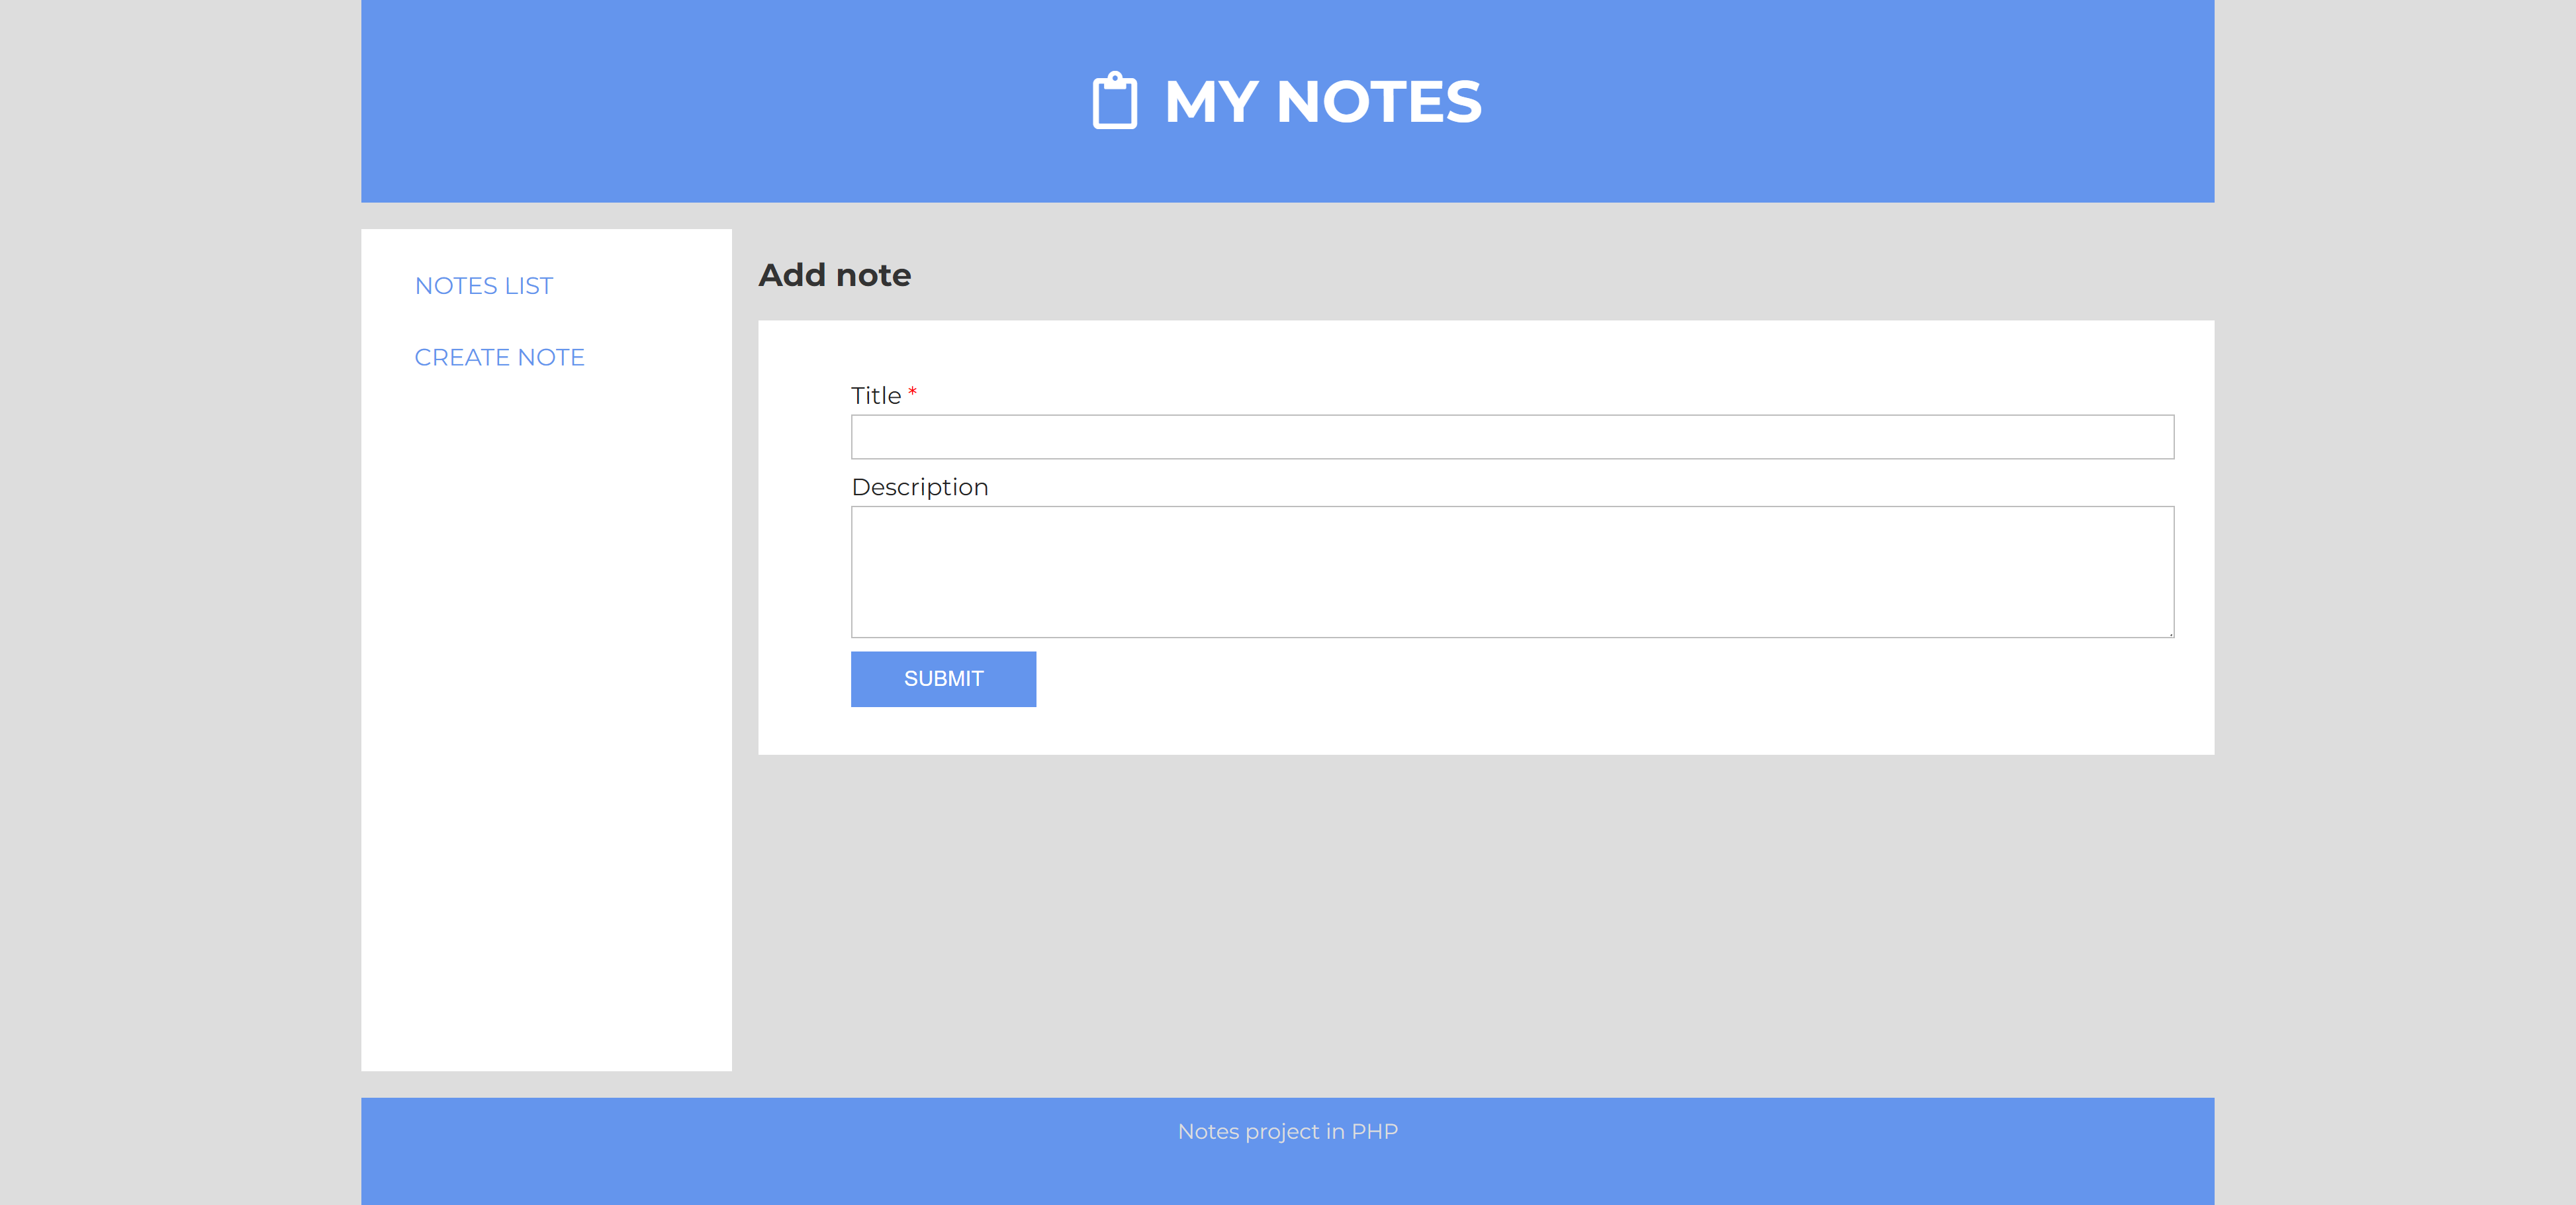 MY NOTES
NOTES LIST
CREATE NOTE
Add note
Title *
Description
SUBMIT
Notes project in PHP